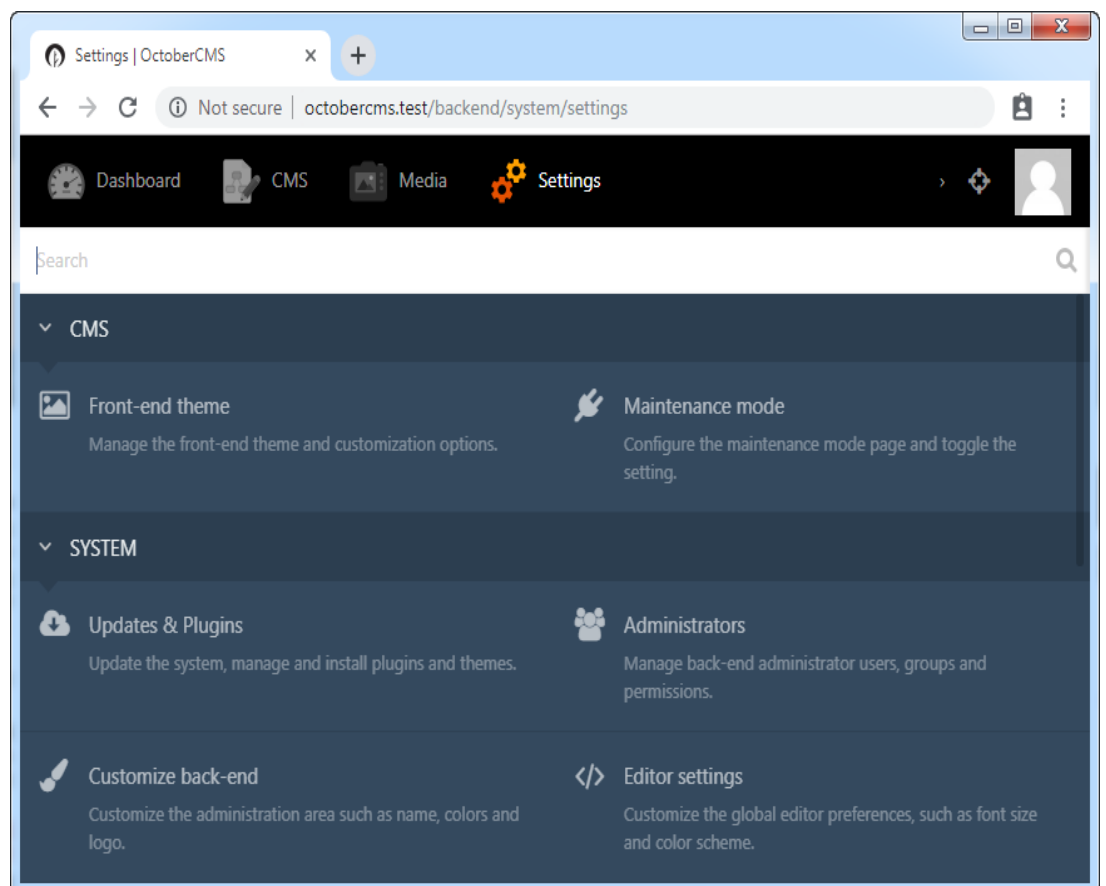 Settings | OctoberCMS
Not secure | octobercms.test/backend/system/settings
Dashboard CMS Media Settings
Search
CMS
Front-end theme
Manage the front-end theme and customization options.
Maintenance mode
Configure the maintenance mode page and toggle the
setting.
SYSTEM
Updates & Plugins
Update the system, manage and install plugins and themes.
Administrators
Manage back-end administrator users, groups and
permissions.
Customize back-end
Customize the administration area such as name, colors and
logo.
Editor settings
Customize the global editor preferences, such as font size
and color scheme.